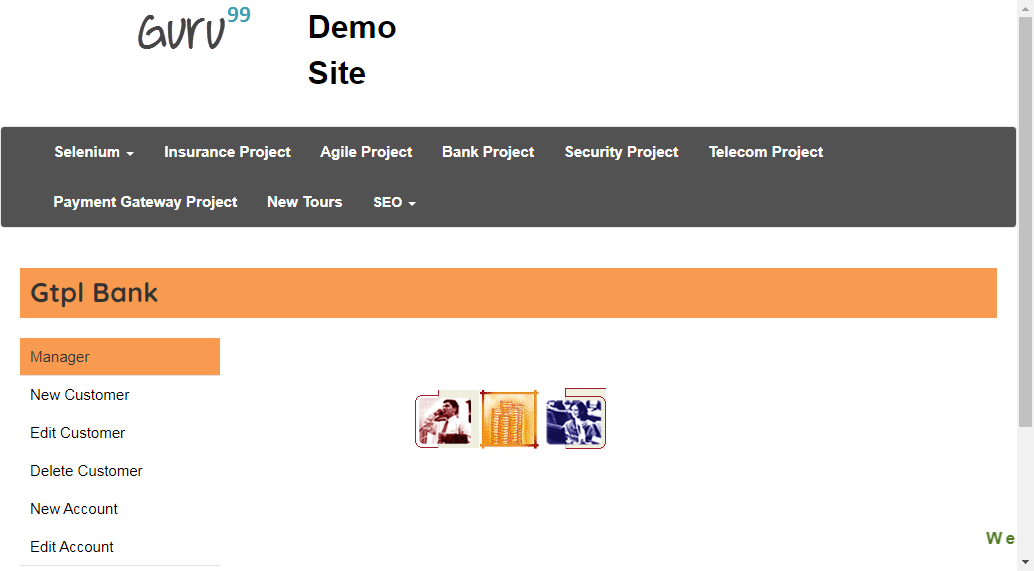 Guru99
Demo
Site
Selenium
Insurance Project
Agile Project
Bank Project
Security Project
Telecom Project
Payment Gateway Project
New Tours
SEO
Gtpl Bank
Manager
New Customer
Edit Customer
Delete Customer
New Account
Edit Account
We